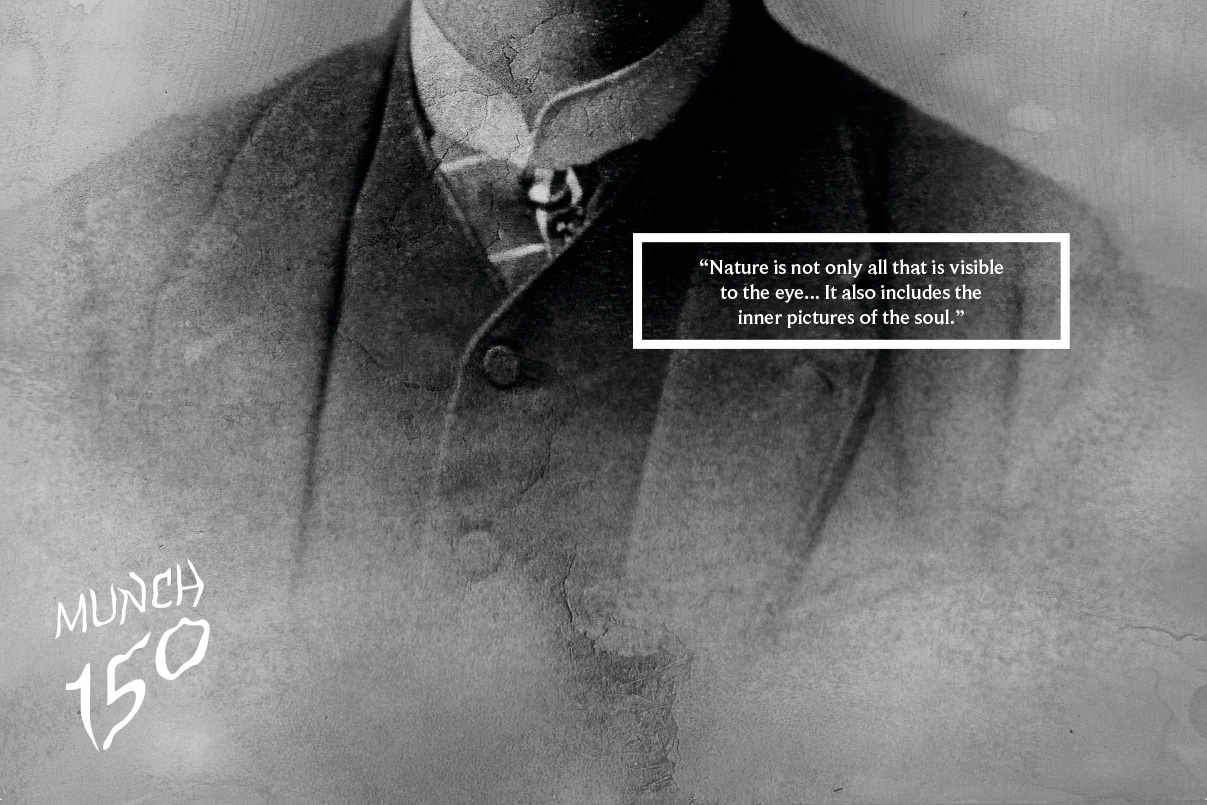 “Nature is not only all that is visible
to the eye... It also includes the
inner pictures of the soul.”
MUNCH
150